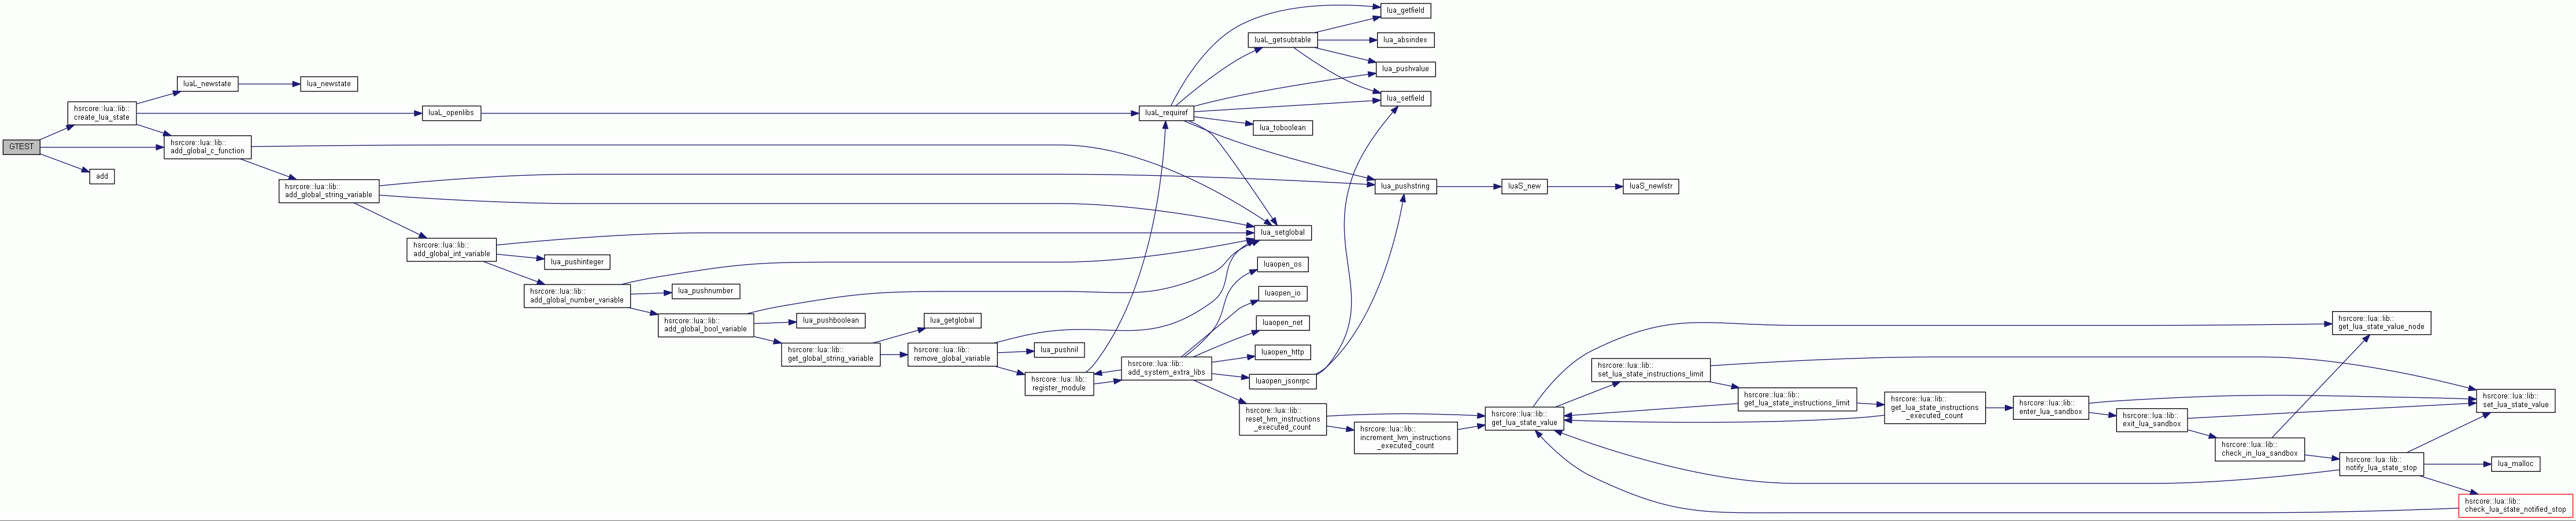 GTEST
hsrcore::lua::lib::
create_lua_state
luaL_newstate
lua_newstate
luaL_openlibs
hsrcore::lua::lib::
add_global_c_function
add
hsrcore::lua::lib::
add_global_string_variable
hsrcore::lua::lib::
add_global_int_variable
lua_pushinteger
hsrcore::lua::lib::
add_global_number_variable
lua_pushnumber
hsrcore::lua::lib::
add_global_bool_variable
lua_pushboolean
hsrcore::lua::lib::
get_global_string_variable
lua_getglobal
hsrcore::lua::lib::
remove_global_variable
lua_pushnil
hsrcore::lua::lib::
register_module
luaL_requiref
hsrcore::lua::lib::
add_system_extra_libs
lua_getfield
luaL_getsubtable
lua_absindex
lua_pushvalue
lua_setfield
lua_toboolean
lua_pushstring
luaS_new
luaS_newlstr
lua_setglobal
luaopen_os
luaopen_io
luaopen_net
luaopen_http
luaopen_jsonrpc
hsrcore::lua::lib::
reset_lvm_instructions
_executed_count
hsrcore::lua::lib::
increment_lvm_instructions
_executed_count
hsrcore::lua::lib::
get_lua_state_value
hsrcore::lua::lib::
set_lua_state_instructions_limit
hsrcore::lua::lib::
get_lua_state_instructions_limit
hsrcore::lua::lib::
get_lua_state_instructions
_executed_count
hsrcore::lua::lib::
enter_lua_sandbox
hsrcore::lua::lib::
exit_lua_sandbox
hsrcore::lua::lib::
check_in_lua_sandbox
hsrcore::lua::lib::
get_lua_state_value_node
hsrcore::lua::lib::
notify_lua_state_stop
hsrcore::lua::lib::
set_lua_state_value
lua_malloc
hsrcore::lua::lib::
check_lua_state_notified_stop